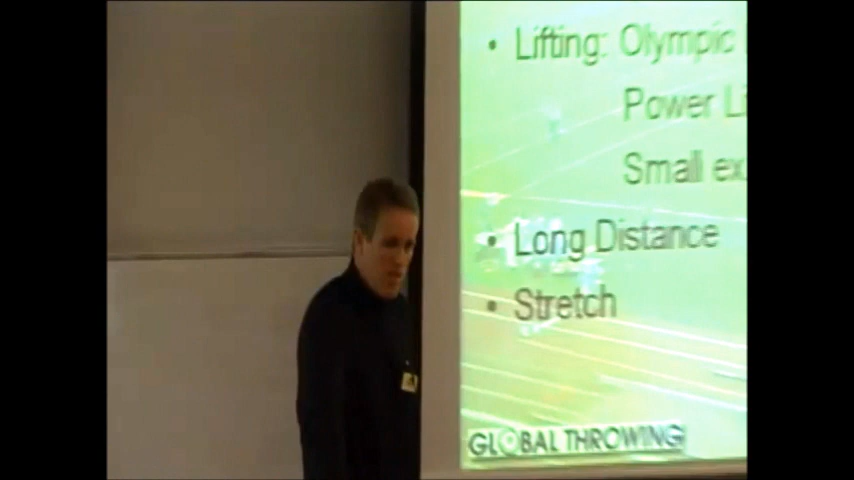 • Lifting: Olympic
Power Li
Small ex
• Long Distance
• Stretch
GLOBAL THROWING